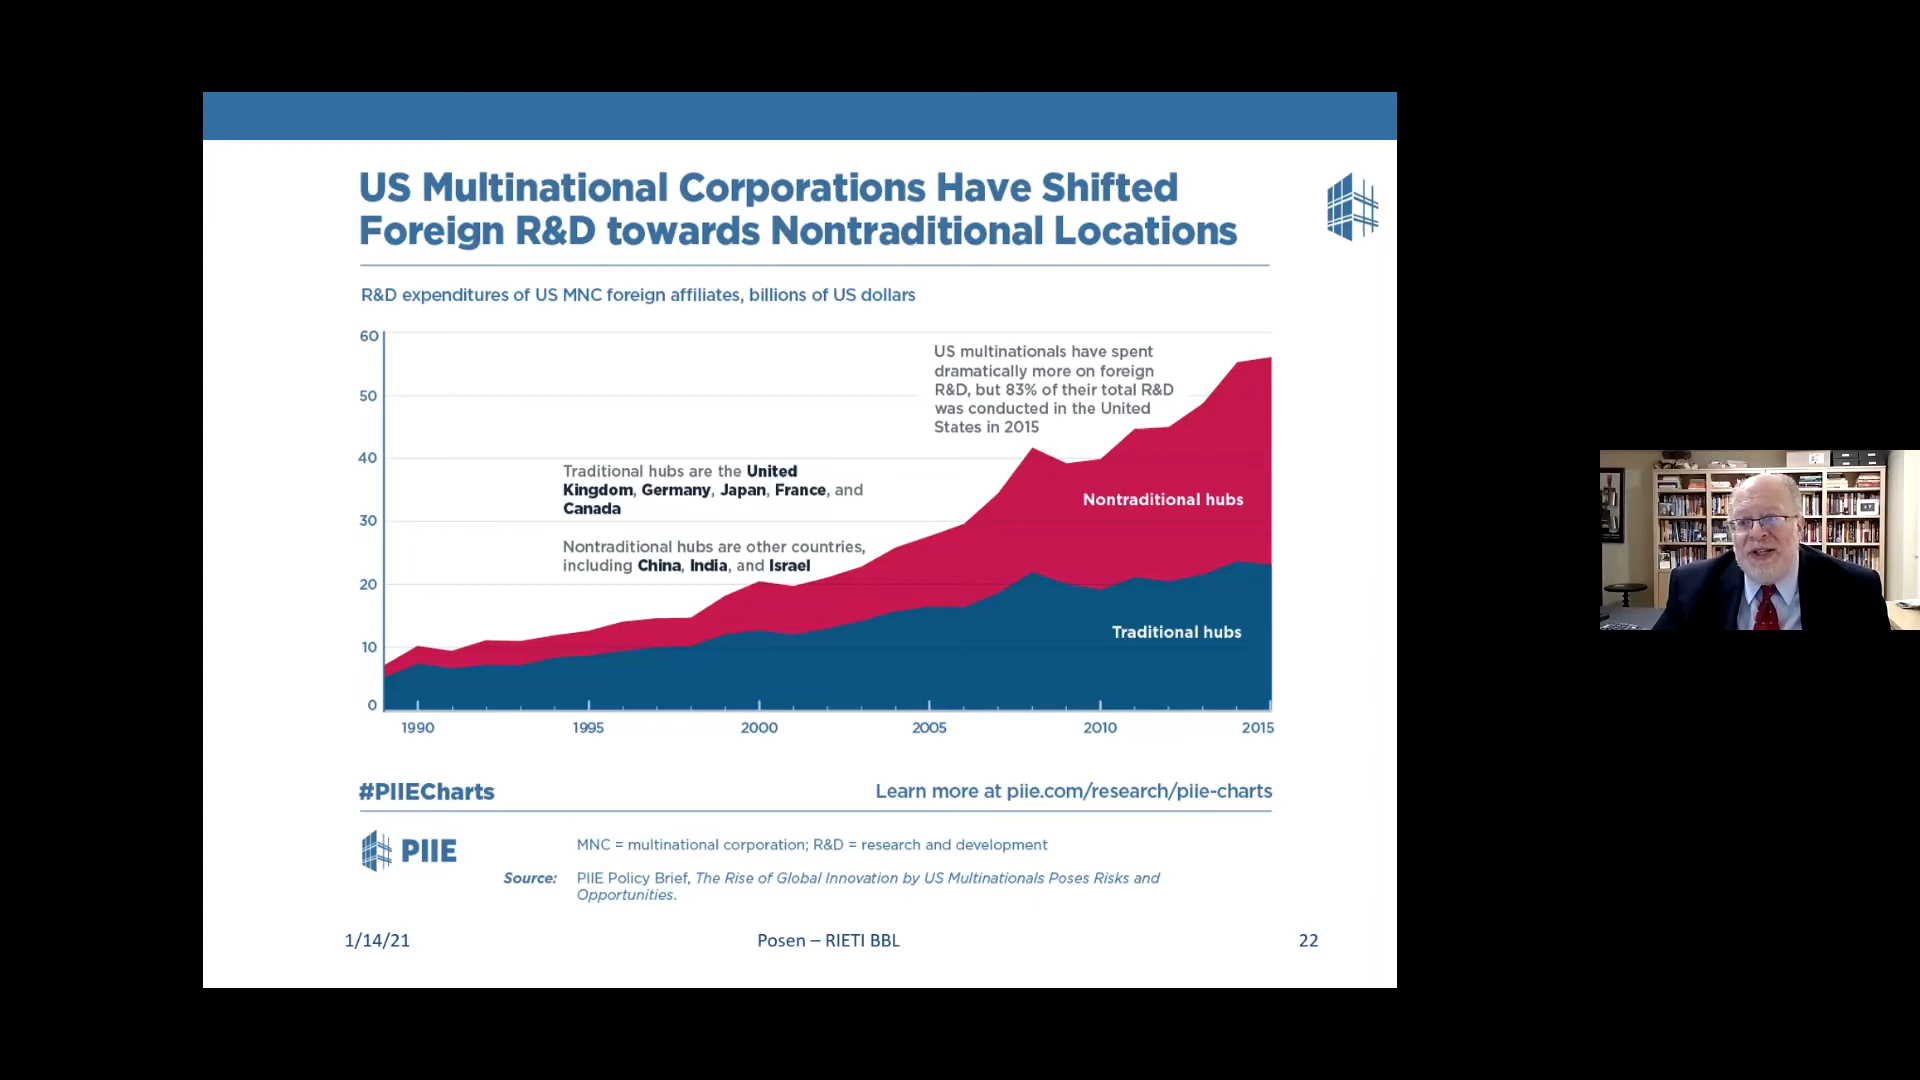 US Multinational Corporations Have Shifted
Foreign R&D towards Nontraditional Locations
R&D expenditures of US MNC foreign affiliates, billions of US dollars
60
50
40
30
20
10
0
US multinationals have spent
dramatically more on foreign
R&D, but 83% of their total R&D
was conducted in the United
States in 2015
Traditional hubs are the United
Kingdom, Germany, Japan, France, and
Canada
Nontraditional hubs are other countries,
including China, India, and Israel
Nontraditional hubs
Traditional hubs
1990 1995 2000 2005 2010 2015
#PIIECharts
Learn more at piie.com/research/piie-charts
PIIE
MNC = multinational corporation; R&D = research and development
Source: PIIE Policy Brief, The Rise of Global Innovation by US Multinationals Poses Risks and
Opportunities.
1/14/21 Posen – RIETI BBL 22